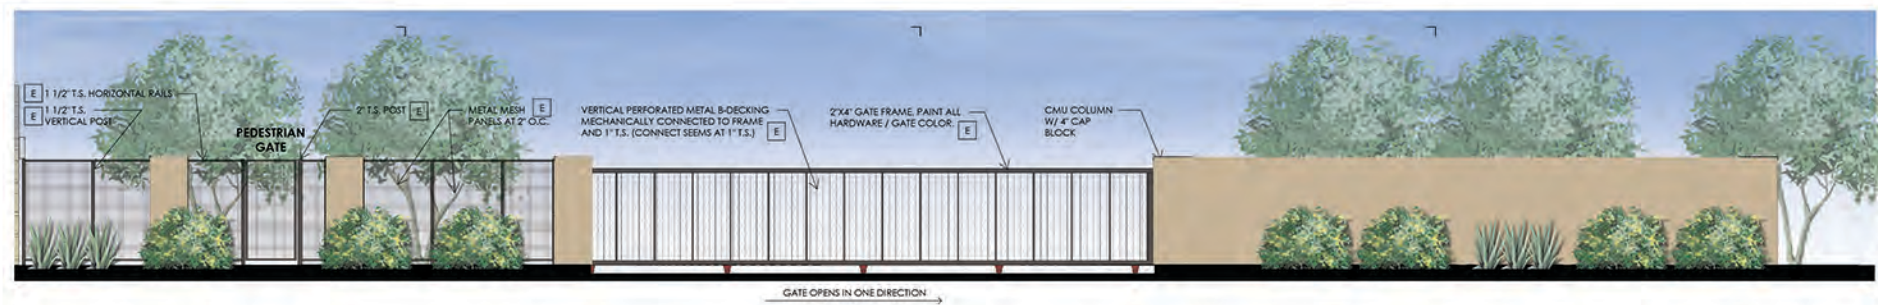 E 1 1/2" T.S. HORIZONTAL RAILS
E 1 1/2" T.S.
VERTICAL POST
PEDESTRIAN
GATE
2" T.S. POST E
METAL MESH E
PANELS AT 2" O.C.
VERTICAL PERFORATED METAL B-DECKING
MECHANICALLY CONNECTED TO FRAME
AND 1" T.S. (CONNECT SEEMS AT 1" T.S.) E
2"X4" GATE FRAME, PAINT ALL
HARDWARE / GATE COLOR. E
CMU COLUMN
W/ 4" CAP
BLOCK
GATE OPENS IN ONE DIRECTION